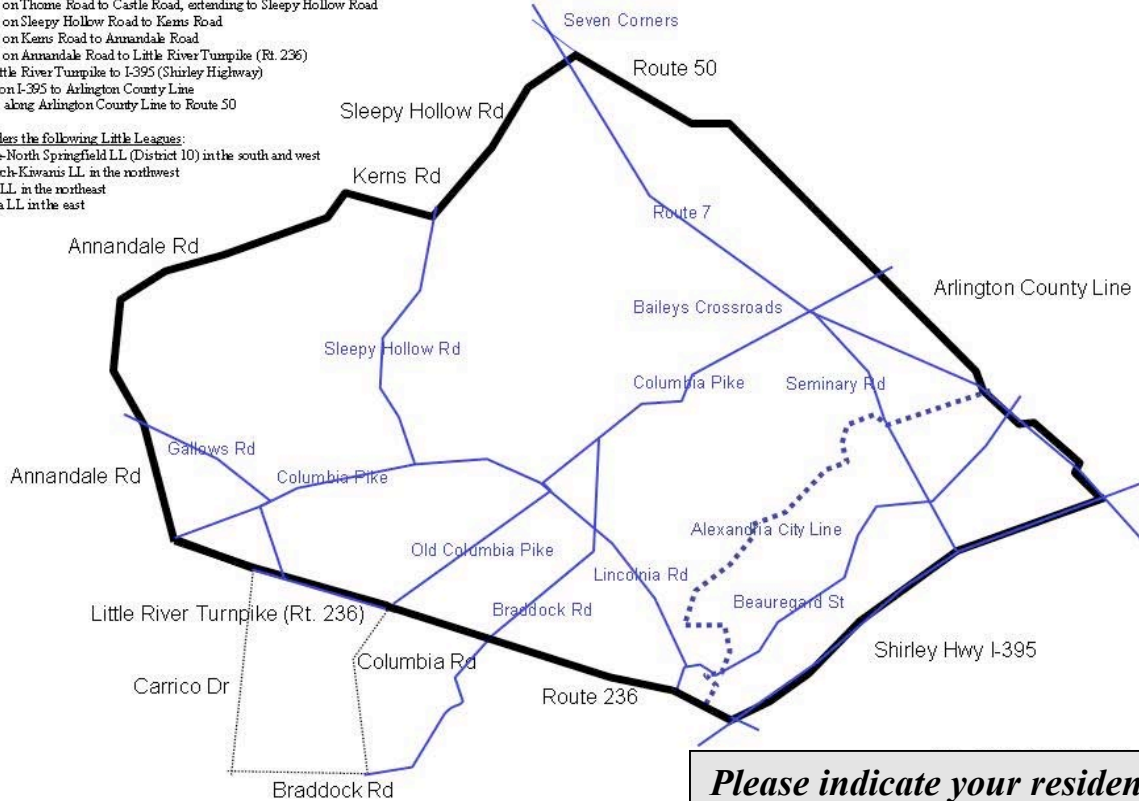 on Thorne Road to Castle Road, extending to Sleepy Hollow Road
on Sleepy Hollow Road to Kerns Road
on Kerns Road to Annandale Road
on Annandale Road to Little River Turnpike (Rt. 236)
ttle River Turnpike to I-395 (Shirley Highway)
on I-395 to Arlington County Line
along Arlington County Line to Route 50
ders the following Little Leagues:
-North Springfield LL (District 10) in the south and west
ch-Kiwanis LL in the northwest
LL in the northeast
a LL in the east
Seven Corners
Route 50
Sleepy Hollow Rd
Kerns Rd
Route 7
Annandale Rd
Arlington County Line
Baileys Crossroads
Sleepy Hollow Rd
Columbia Pike
Seminary Rd
Gallows Rd
Annandale Rd
Columbia Pike
Alexandria City Line
Old Columbia Pike
Lincolnia Rd
Beauregard St
Braddock Rd
Little River Turnpike (Rt. 236)
Shirley Hwy I-395
Columbia Rd
Carrico Dr
Route 236
Braddock Rd
Please indicate your residen